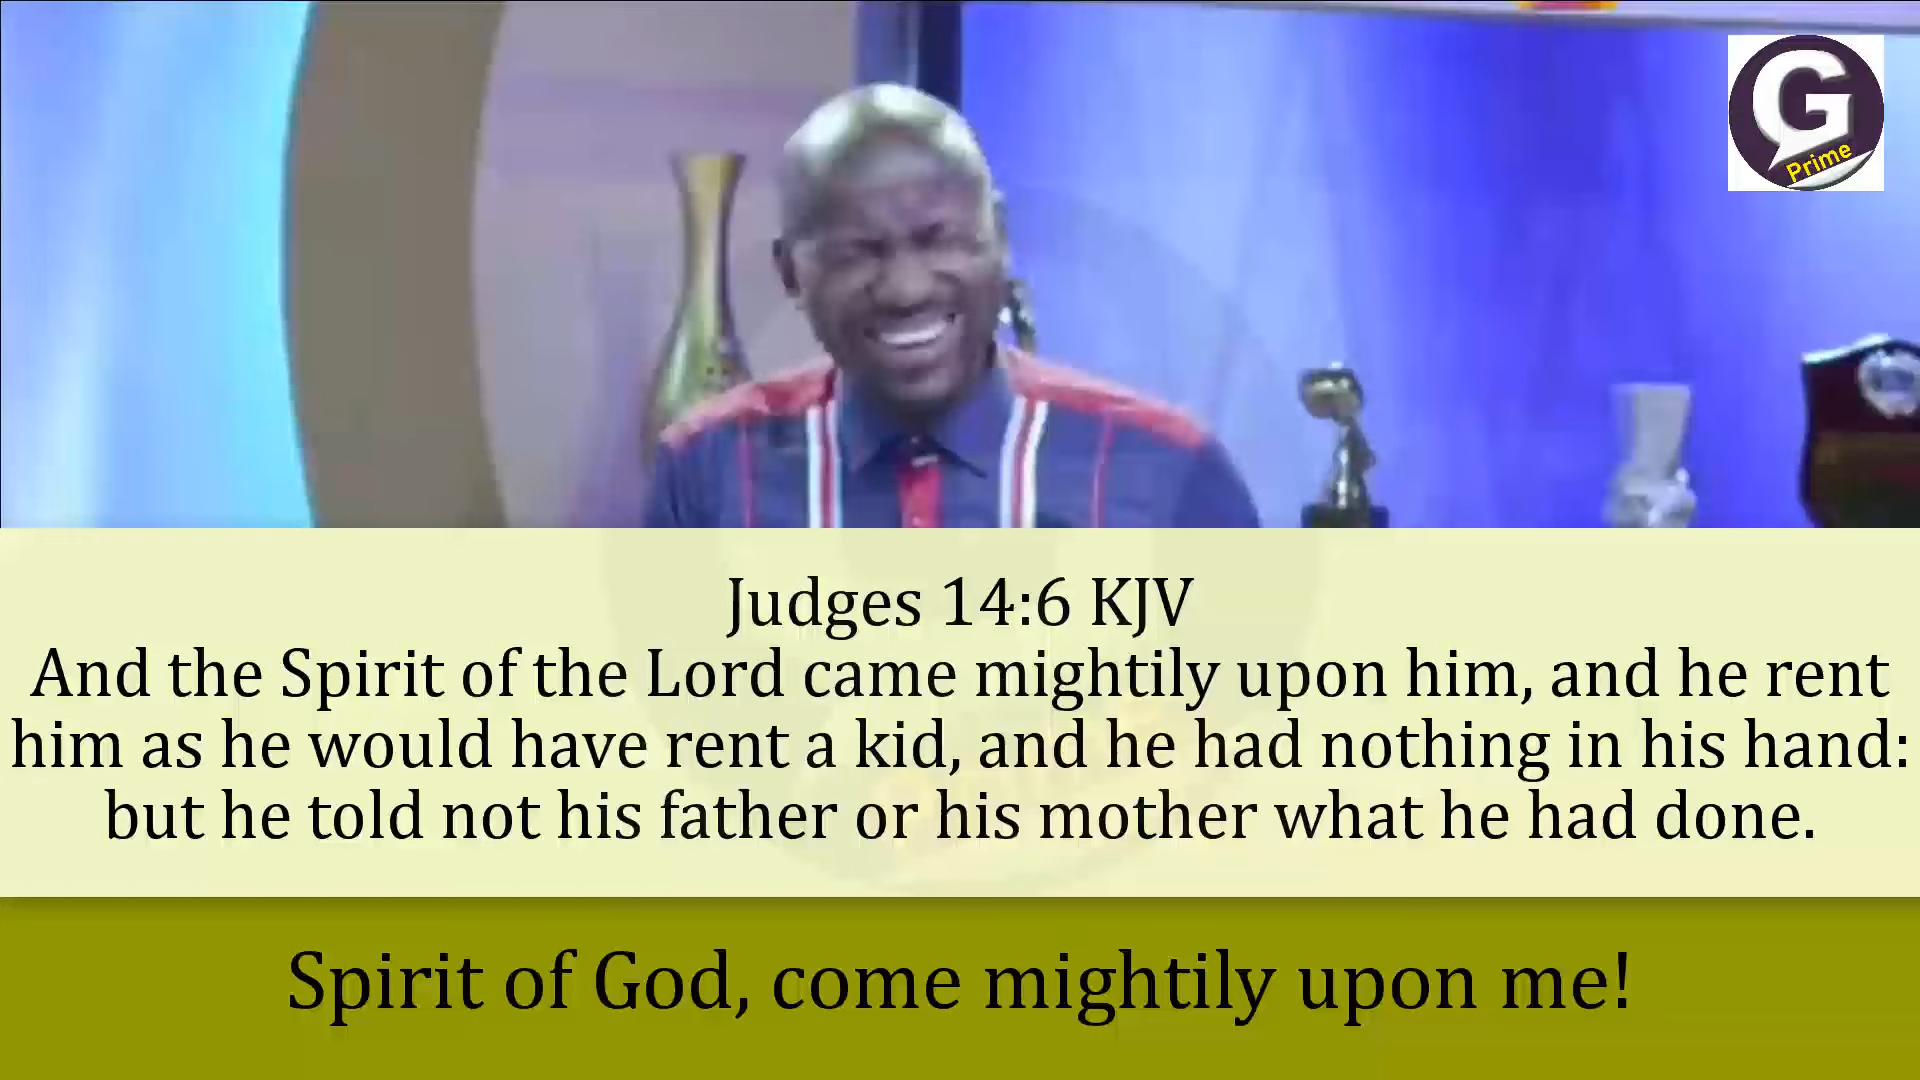 G
Prime
Judges 14:6 KJV
And the Spirit of the Lord came mightily upon him, and he rent
him as he would have rent a kid, and he had nothing in his hand:
but he told not his father or his mother what he had done.
Spirit of God, come mightily upon me!